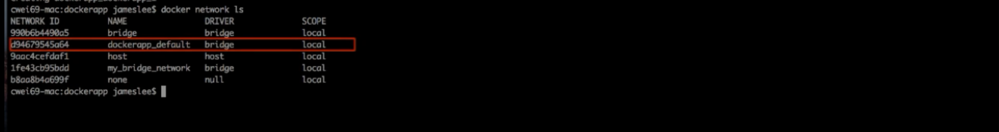 cwei69-mac:dockerapp jameslee$ docker network ls
NETWORK ID NAME DRIVER SCOPE
990b6b4490a5 bridge bridge local
d94679545a64 dockerapp_default bridge local
9aac4cefdaf1 host host local
1fe43cb95bdd my_bridge_network bridge local
b8aa8b4a699f none null local
cwei69-mac:dockerapp jameslee$